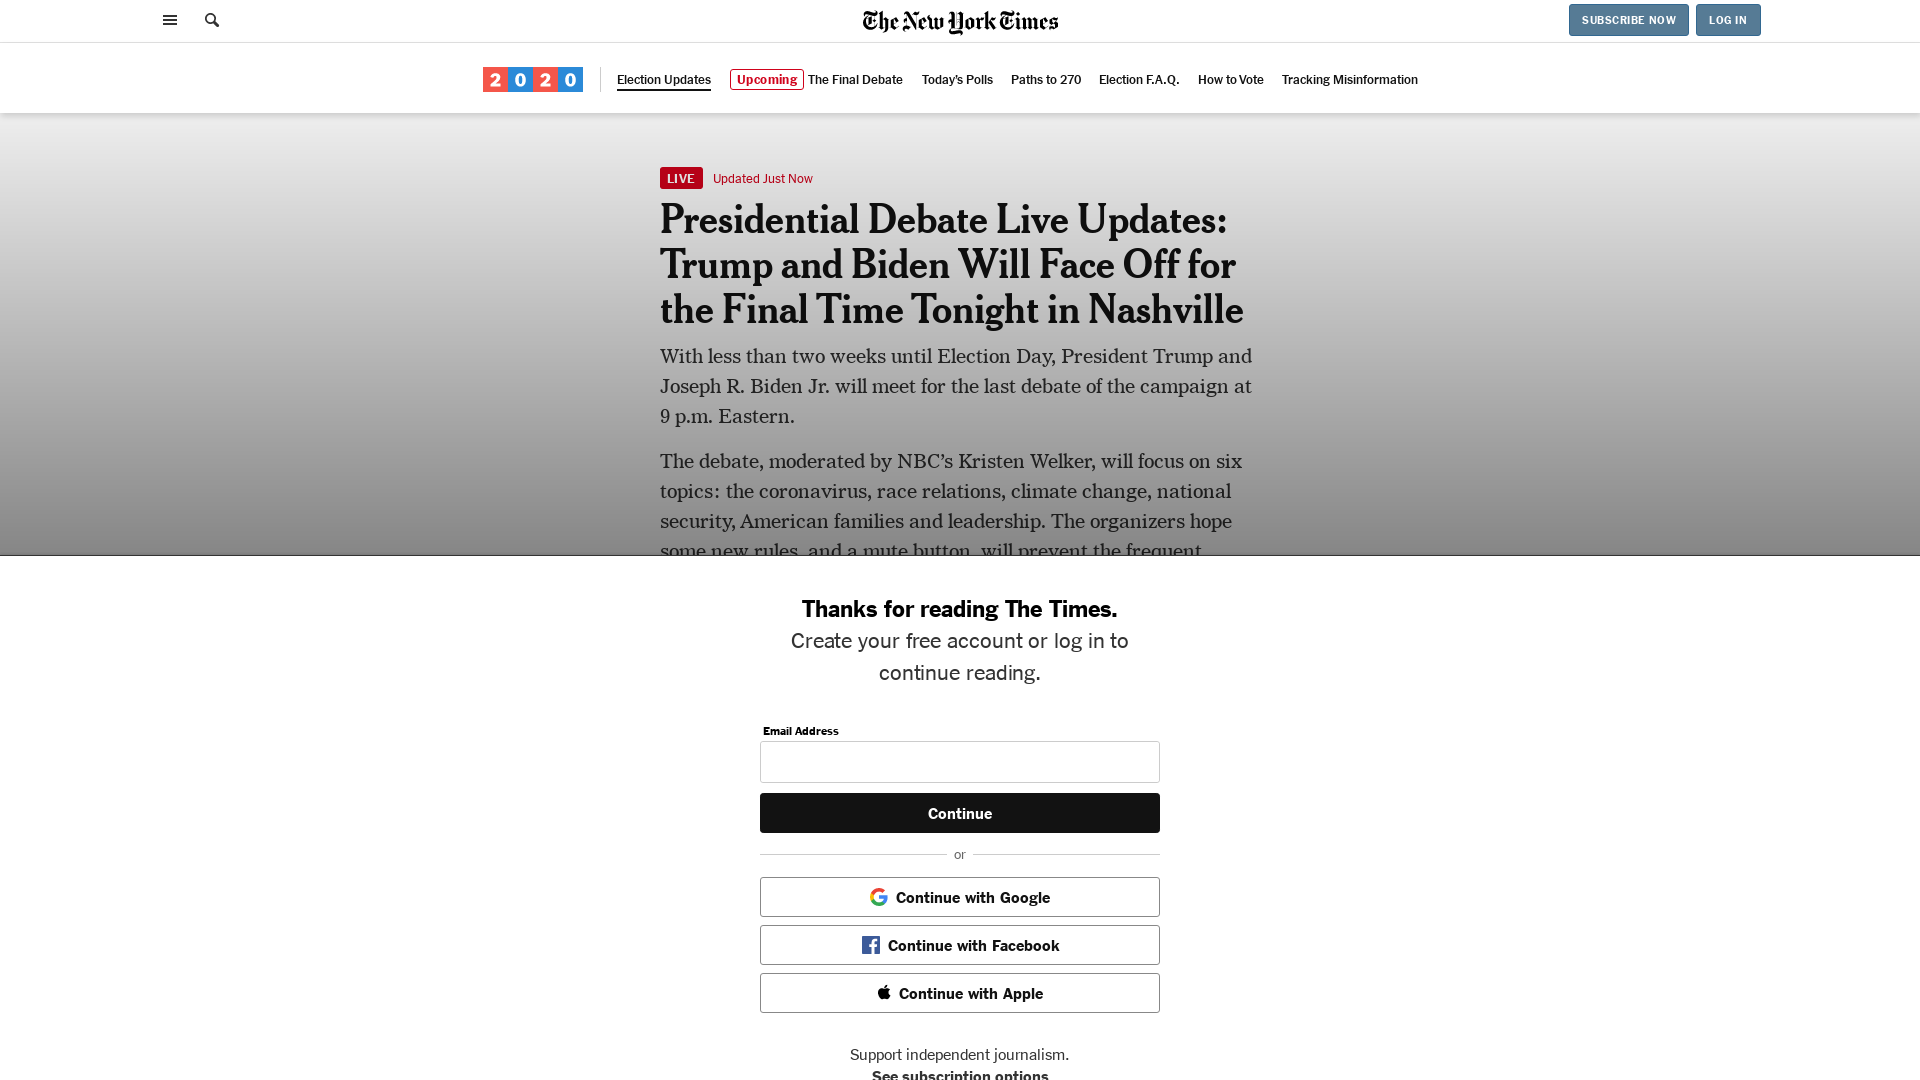 The New York Times
SUBSCRIBE NOW
LOG IN
2020
Election Updates
Upcoming The Final Debate
Today's Polls
Paths to 270
Election F.A.Q.
How to Vote
Tracking Misinformation
LIVE Updated Just Now
Presidential Debate Live Updates:
Trump and Biden Will Face Off for
the Final Time Tonight in Nashville
With less than two weeks until Election Day, President Trump and
Joseph R. Biden Jr. will meet for the last debate of the campaign at
9 p.m. Eastern.
The debate, moderated by NBC’s Kristen Welker, will focus on six
topics: the coronavirus, race relations, climate change, national
security, American families and leadership. The organizers hope
some new rules, and a mute button, will prevent the frequent
Thanks for reading The Times.
Create your free account or log in to
continue reading.
Email Address
Continue
or
Continue with Google
Continue with Facebook
Continue with Apple
Support independent journalism.
See subscription options